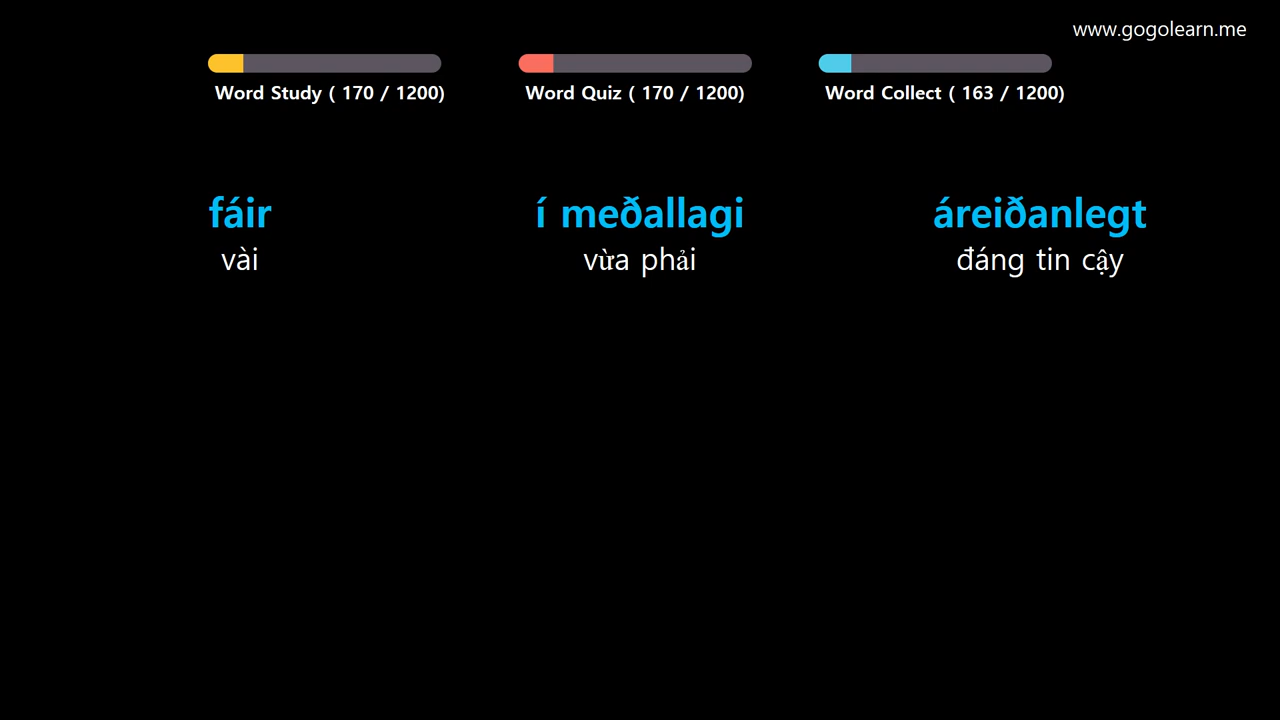 www.gogolearn.me
Word Study ( 170 / 1200)
Word Quiz ( 170 / 1200)
Word Collect ( 163 / 1200)
fáir
vài
í meðallagi
vừa phải
áreiðanlegt
đáng tin cậy